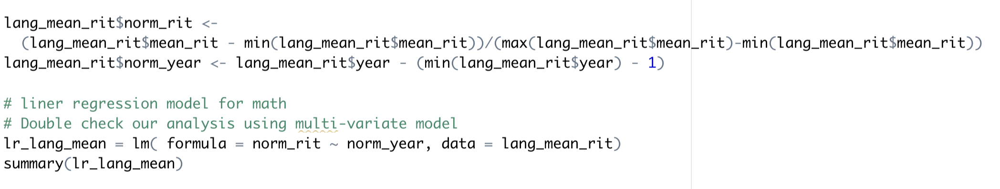 lang_mean_rit$norm_rit <-
(lang_mean_rit$mean_rit - min(lang_mean_rit$mean_rit))/(max(lang_mean_rit$mean_rit)-min(lang_mean_rit$mean_rit))
lang_mean_rit$norm_year <- lang_mean_rit$year - (min(lang_mean_rit$year) - 1)
# liner regression model for math
# Double check our analysis using multi-variate model
lr_lang_mean = lm( formula = norm_rit ~ norm_year, data = lang_mean_rit)
summary(lr_lang_mean)